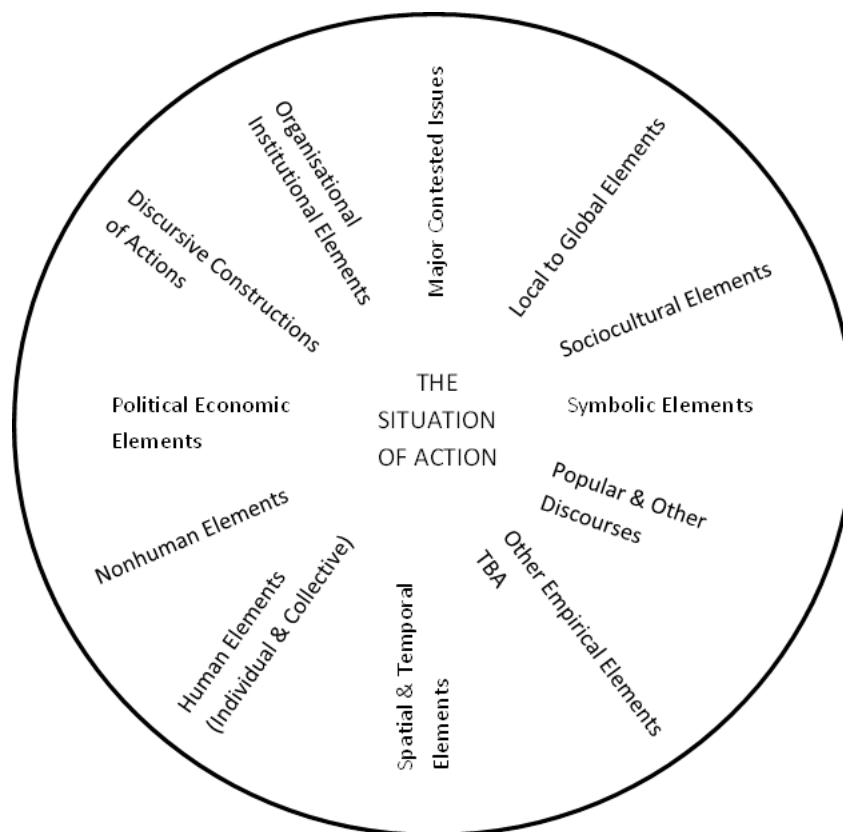 Major Contested Issues
Local to Global Elements
Sociocultural Elements
Symbolic Elements
Popular & Other
Discourses
Other Empirical Elements
TBA
Spatial & Temporal
Elements
Human Elements
(Individual & Collective)
Nonhuman Elements
Political Economic
Elements
Discursive Constructions
of Actions
Organisational
Institutional Elements
THE
SITUATION
OF ACTION